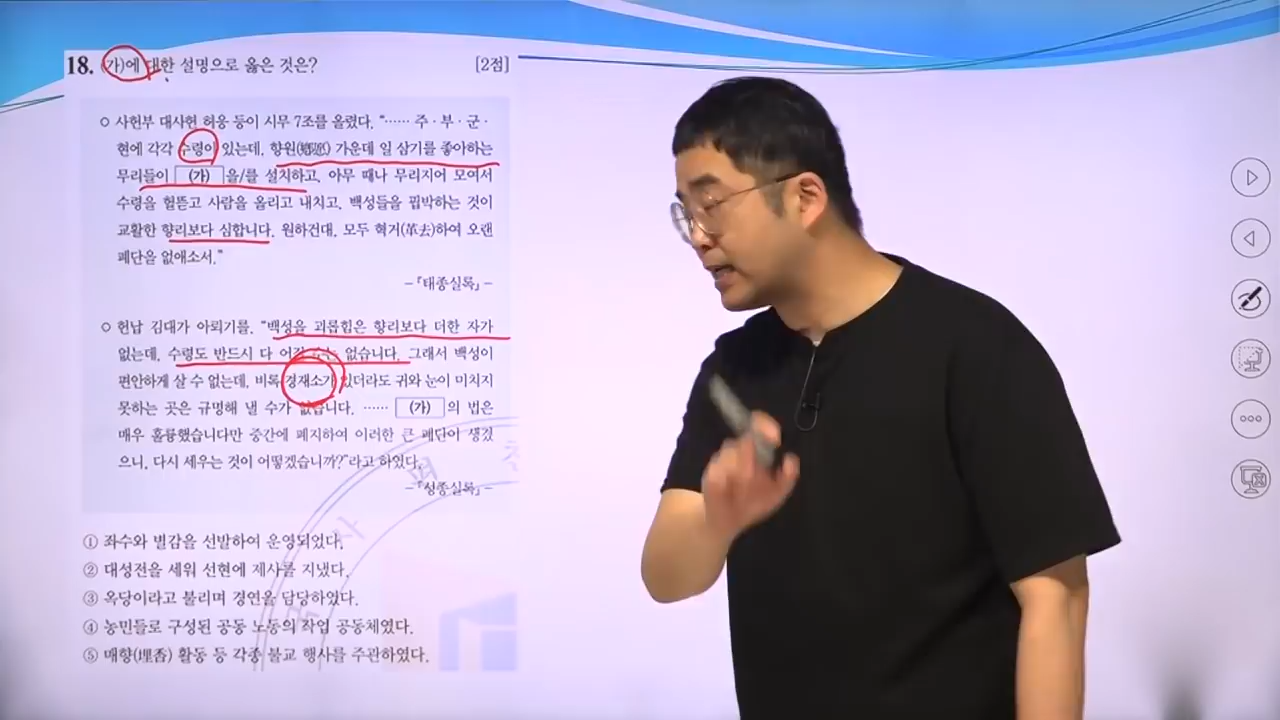 18. (가)에 대한 설명으로 옳은 것은? [2점]
○ 사헌부 대사헌 허응 등이 시무 7조를 올렸다. "…… 주·부·군·
현에 각각 수령이 있는데, 향원(鄕愿) 가운데 일 삼기를 좋아하는
무리들이 (가) 을/를 설치하고, 아무 때나 무리지어 모여서
수령을 헐뜯고 사람을 올리고 내치고, 백성들을 핍박하는 것이
교활한 향리보다 심합니다. 원하건대, 모두 혁거(革去)하여 오랜
폐단을 없애소서."
-『태종실록』-
○ 헌납 김대가 아뢰기를, "백성을 괴롭힘은 향리보다 더한 자가
없는데, 수령도 반드시 다 어질 수는 없습니다. 그래서 백성이
편안하게 살 수 없는데, 비록 경재소가 있더라도 귀와 눈이 미치지
못하는 곳은 규명해 낼 수가 없습니다. …… (가) 의 법은
매우 훌륭했습니다만 중간에 폐지하여 이러한 큰 폐단이 생겼
으니, 다시 세우는 것이 어떻겠습니까?"라고 하였다.
-『성종실록』-
① 좌수와 별감을 선발하여 운영되었다.
② 대성전을 세워 선현에 제사를 지냈다.
③ 옥당이라고 불리며 경연을 담당하였다.
④ 농민들로 구성된 공동 노동의 작업 공동체였다.
⑤ 매향(埋香) 활동 등 각종 불교 행사를 주관하였다.